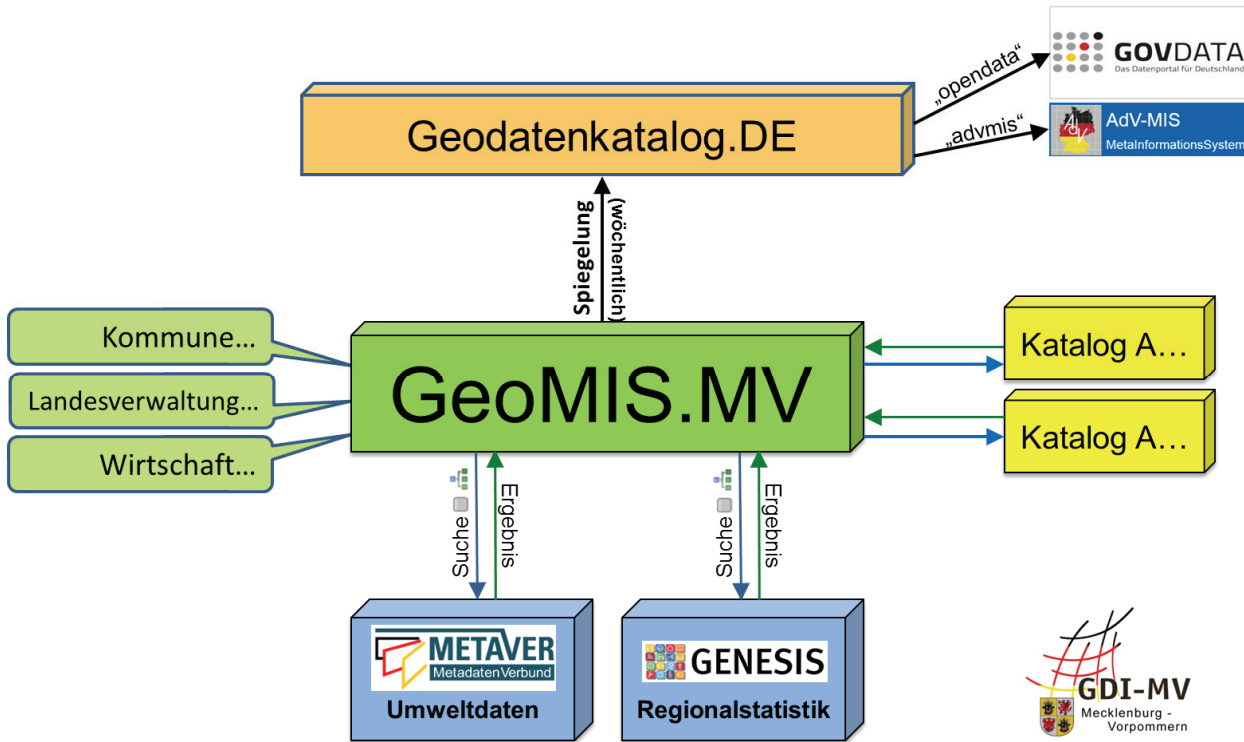 GOVDATA
Das Datenportal für Deutschland
„opendata“
AdV
AdV-MIS
MetaInformationsSystem
„advmis“
Geodatenkatalog.DE
Spiegelung
(wöchentlich)
Kommune...
Landesverwaltung...
Wirtschaft...
GeoMIS.MV
Katalog A...
Katalog A...
Suche
Ergebnis
Suche
Ergebnis
METAVER
MetadatenVerbund
Umweltdaten
GENESIS
Regionalstatistik
GDI-MV
Mecklenburg -
Vorpommern